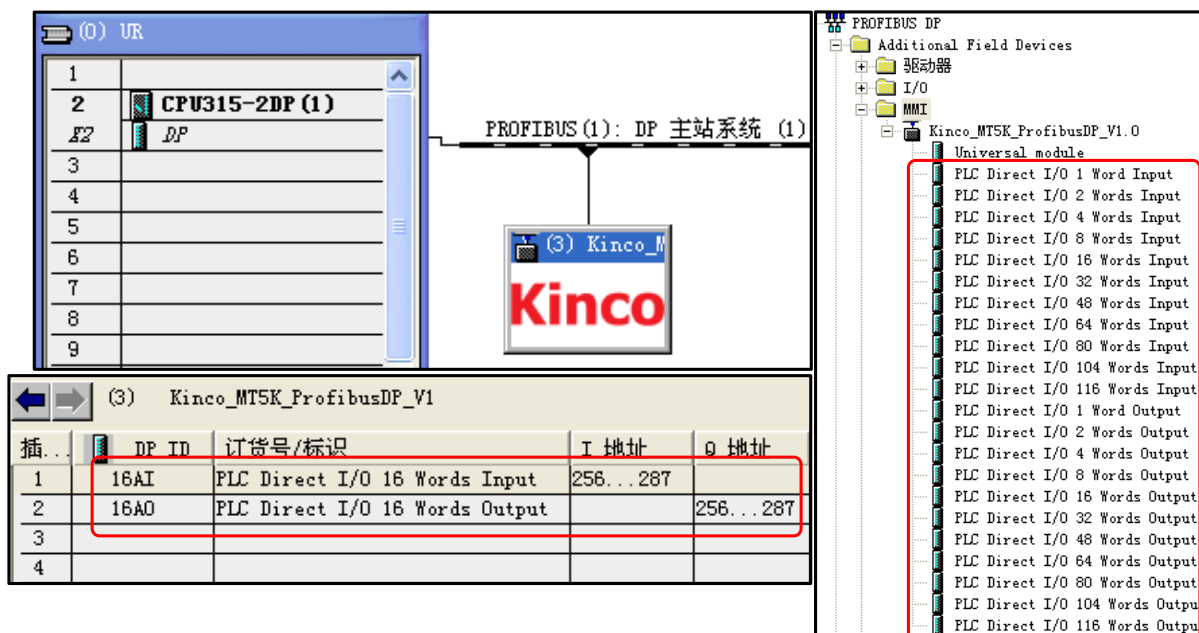 (0) UR
1
2 CPU315-2DP(1)
X2 DP
3
4
5
6
7
8
9
PROFIBUS(1): DP 主站系统 (1)
(3) Kinco_M
Kinco
(3) Kinco_MT5K_ProfibusDP_V1
插... DP ID 订货号/标识 I 地址 Q 地址
1 16AI PLC Direct I/O 16 Words Input 256...287
2 16AO PLC Direct I/O 16 Words Output 256...287
3
4
PROFIBUS DP
Additional Field Devices
驱动器
I/O
MMI
Kinco_MT5K_ProfibusDP_V1.0
Universal module
PLC Direct I/O 1 Word Input
PLC Direct I/O 2 Words Input
PLC Direct I/O 4 Words Input
PLC Direct I/O 8 Words Input
PLC Direct I/O 16 Words Input
PLC Direct I/O 32 Words Input
PLC Direct I/O 48 Words Input
PLC Direct I/O 64 Words Input
PLC Direct I/O 80 Words Input
PLC Direct I/O 104 Words Input
PLC Direct I/O 116 Words Input
PLC Direct I/O 1 Word Output
PLC Direct I/O 2 Words Output
PLC Direct I/O 4 Words Output
PLC Direct I/O 8 Words Output
PLC Direct I/O 16 Words Output
PLC Direct I/O 32 Words Output
PLC Direct I/O 48 Words Output
PLC Direct I/O 64 Words Output
PLC Direct I/O 80 Words Output
PLC Direct I/O 104 Words Outpu
PLC Direct I/O 116 Words Outpu